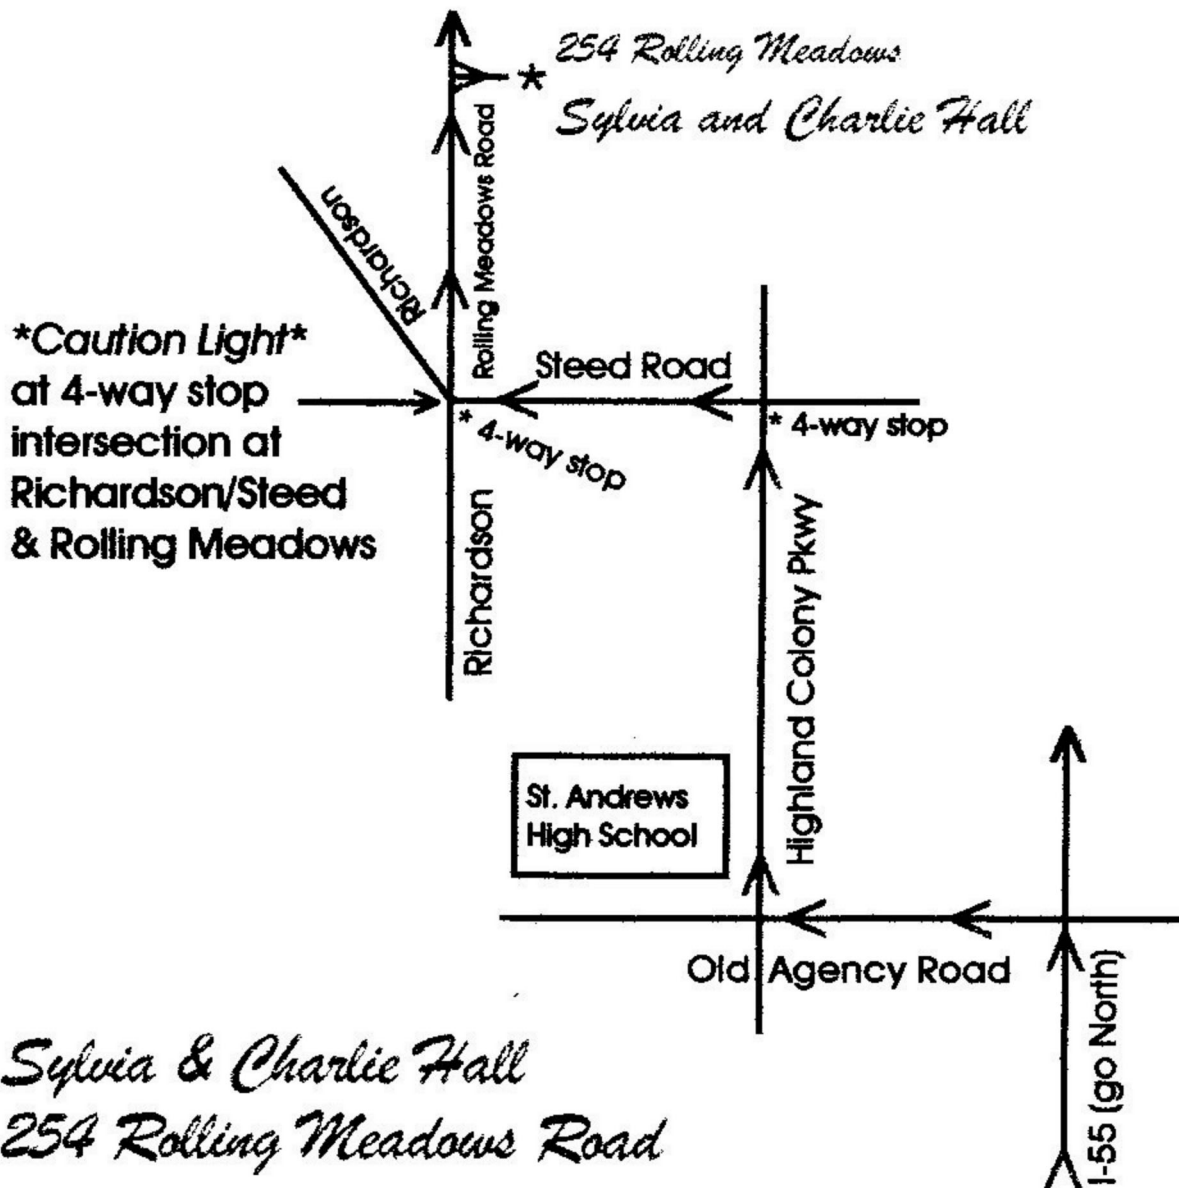 254 Rolling Meadows
Sylvia and Charlie Hall
Rolling Meadows Road
Richardson
*Caution Light*
at 4-way stop
intersection at
Richardson/Steed
& Rolling Meadows
Steed Road
* 4-way stop
* 4-way stop
Richardson
Highland Colony Pkwy
St. Andrews
High School
Old Agency Road
I-55 (go North)
Sylvia & Charlie Hall
254 Rolling Meadows Road